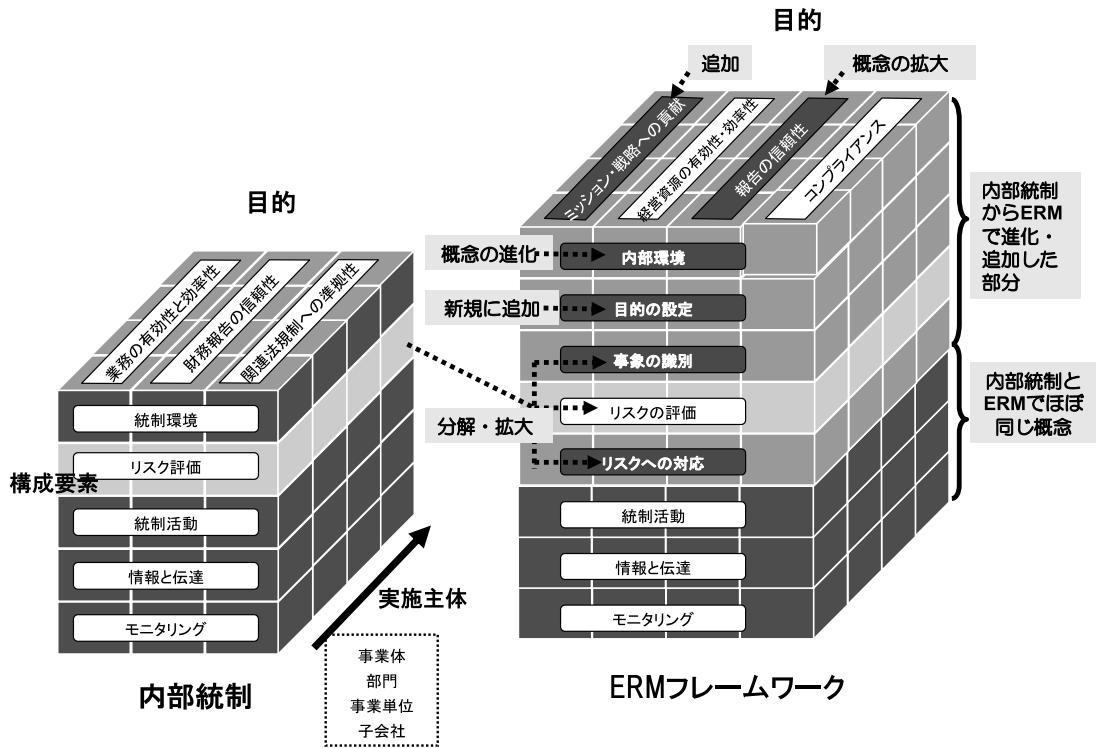 目的
追加
概念の拡大
ミッション・戦略への貢献
経営資源の有効性・効率性
報告の信頼性
コンプライアンス
内部統制
からERM
で進化・
追加した
部分
目的
概念の進化
内部環境
業務の有効性と効率性
財務報告の信頼性
関連法規制への準拠性
新規に追加
目的の設定
事象の識別
内部統制と
ERMでほぼ
同じ概念
統制環境
リスクの評価
分解・拡大
リスク評価
リスクへの対応
構成要素
統制活動
統制活動
情報と伝達
情報と伝達
実施主体
モニタリング
モニタリング
事業体
部門
事業単位
子会社
内部統制
ERMフレームワーク